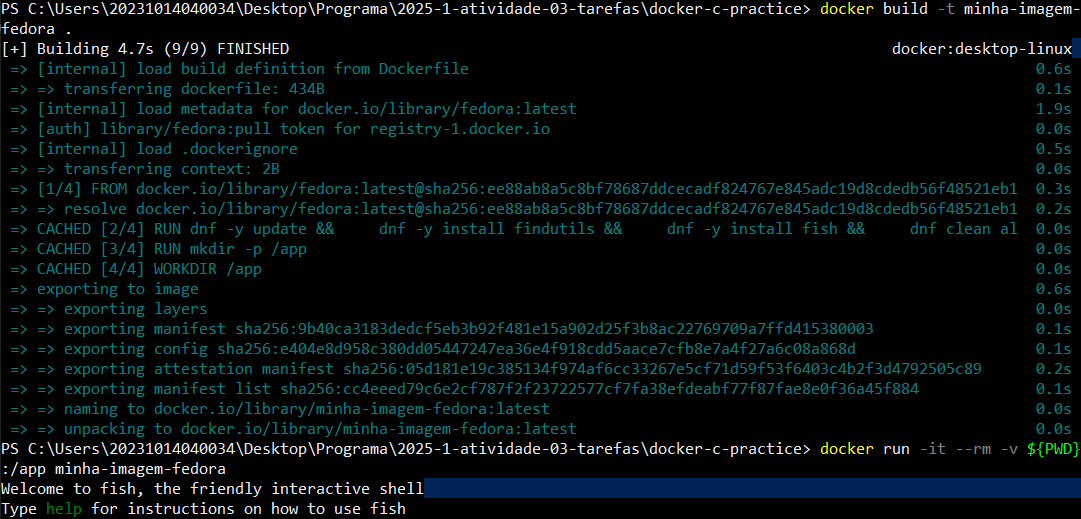 PS C:\Users\20231014040034\Desktop\Programa\2025-1-atividade-03-tarefas\docker-c-practice> docker build -t minha-imagem-
fedora .
[+] Building 4.7s (9/9) FINISHED docker:desktop-linux
=> [internal] load build definition from Dockerfile 0.6s
=> => transferring dockerfile: 434B 0.1s
=> [internal] load metadata for docker.io/library/fedora:latest 1.9s
=> [auth] library/fedora:pull token for registry-1.docker.io 0.0s
=> [internal] load .dockerignore 0.5s
=> => transferring context: 2B 0.0s
=> [1/4] FROM docker.io/library/fedora:latest@sha256:ee88ab8a5c8bf78687ddcecadf824767e845adc19d8cdedb56f48521eb1 0.3s
=> => resolve docker.io/library/fedora:latest@sha256:ee88ab8a5c8bf78687ddcecadf824767e845adc19d8cdedb56f48521eb1 0.2s
=> CACHED [2/4] RUN dnf -y update &&     dnf -y install findutils &&     dnf -y install fish &&     dnf clean al 0.0s
=> CACHED [3/4] RUN mkdir -p /app 0.0s
=> CACHED [4/4] WORKDIR /app 0.0s
=> exporting to image 0.6s
=> => exporting layers 0.0s
=> => exporting manifest sha256:9b40ca3183dedcf5eb3b92f481e15a902d25f3b8ac22769709a7ffd415380003 0.1s
=> => exporting config sha256:e404e8d958c380dd05447247ea36e4f918cdd5aace7cfb8e7a4f27a6c08a868d 0.1s
=> => exporting attestation manifest sha256:05d181e19c385134f974af6cc33267e5cf71d59f53f6403c4b2f3d4792505c89 0.2s
=> => exporting manifest list sha256:cc4eeed79c6e2cf787f2f23722577cf7fa38efdeabf77f87fae8e0f36a45f884 0.1s
=> => naming to docker.io/library/minha-imagem-fedora:latest 0.0s
=> => unpacking to docker.io/library/minha-imagem-fedora:latest 0.0s
PS C:\Users\20231014040034\Desktop\Programa\2025-1-atividade-03-tarefas\docker-c-practice> docker run -it --rm -v ${PWD}
:/app minha-imagem-fedora
Welcome to fish, the friendly interactive shell
Type help for instructions on how to use fish